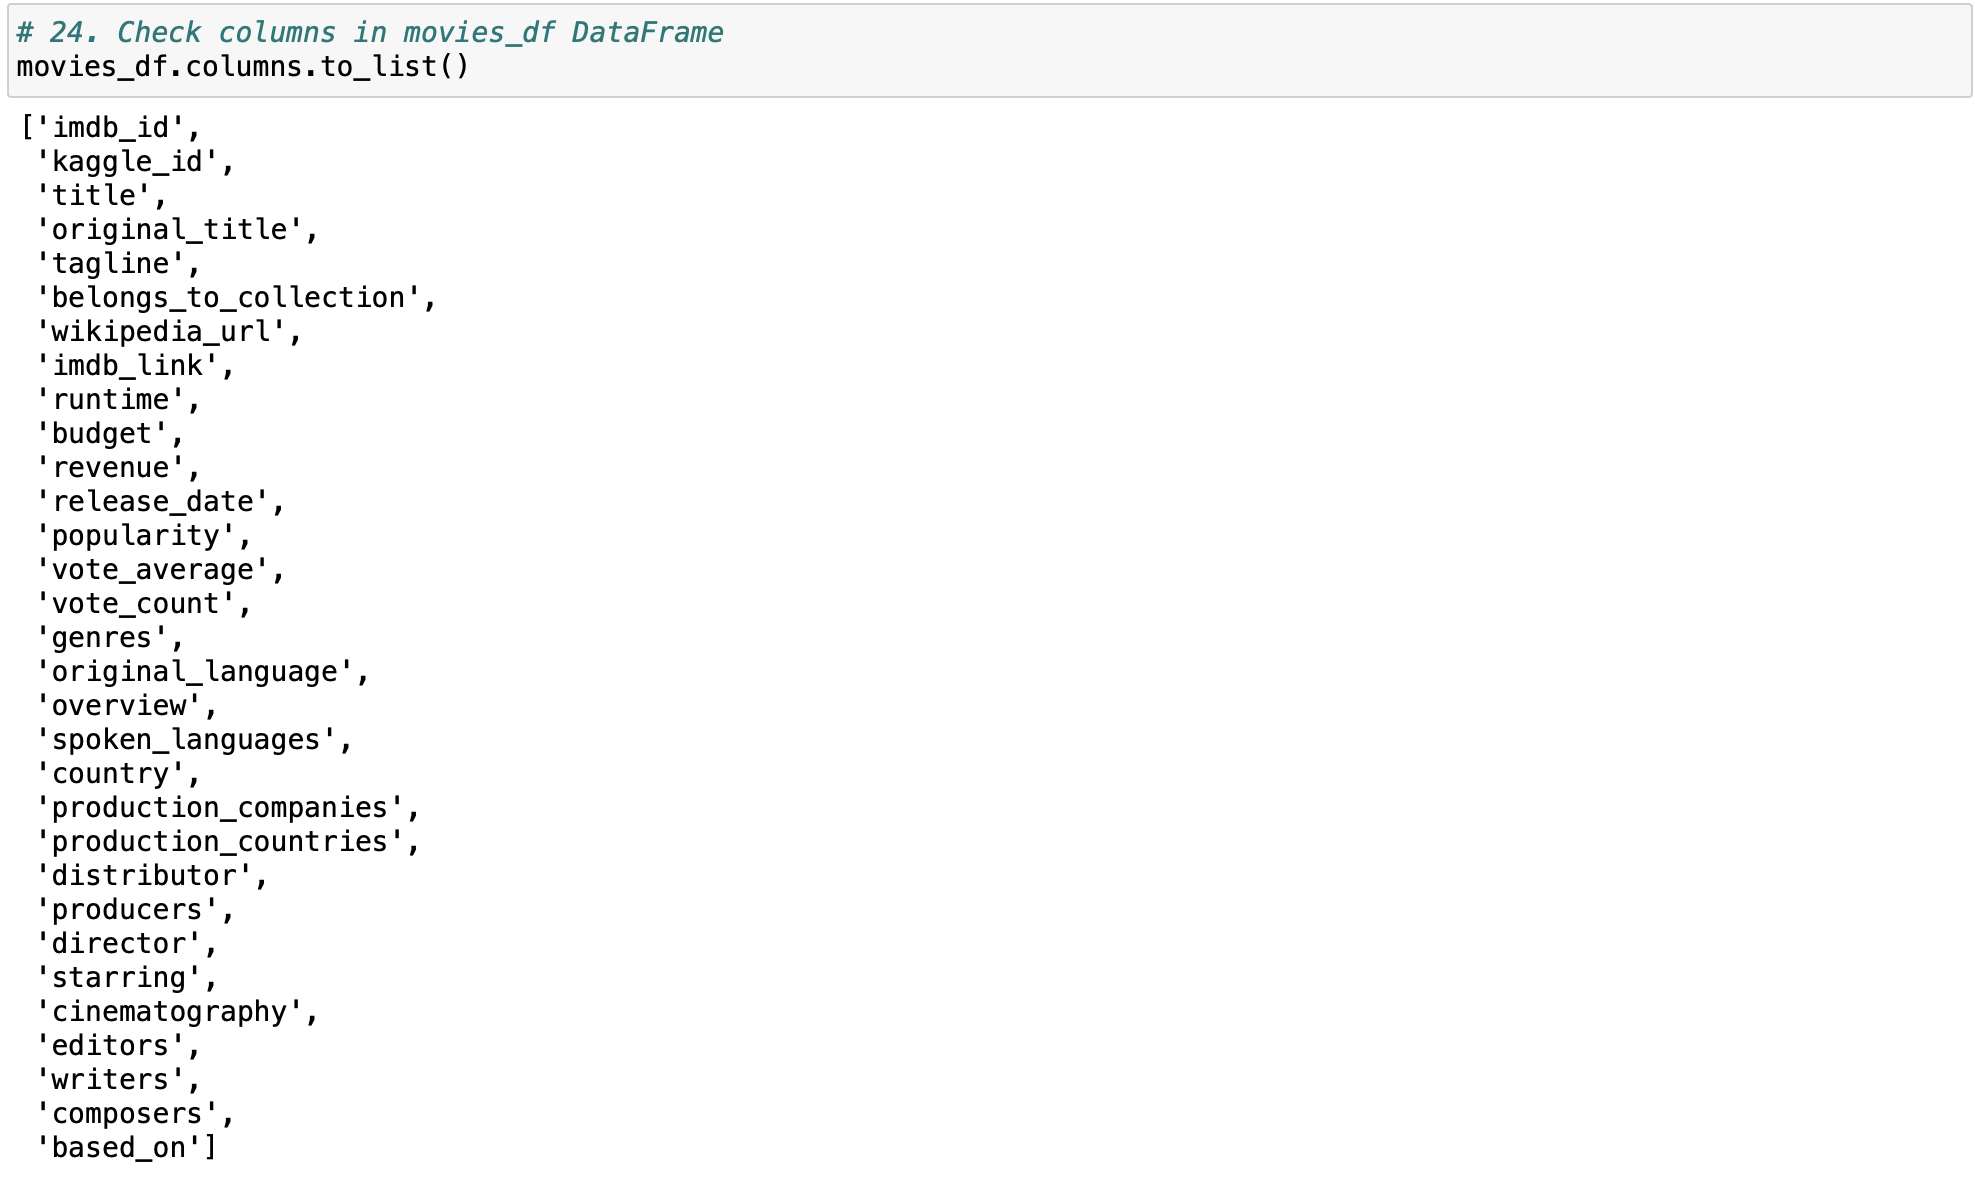 # 24. Check columns in movies_df DataFrame
movies_df.columns.to_list()
['imdb_id',
'kaggle_id',
'title',
'original_title',
'tagline',
'belongs_to_collection',
'wikipedia_url',
'imdb_link',
'runtime',
'budget',
'revenue',
'release_date',
'popularity',
'vote_average',
'vote_count',
'genres',
'original_language',
'overview',
'spoken_languages',
'country',
'production_companies',
'production_countries',
'distributor',
'producers',
'director',
'starring',
'cinematography',
'editors',
'writers',
'composers',
'based_on']